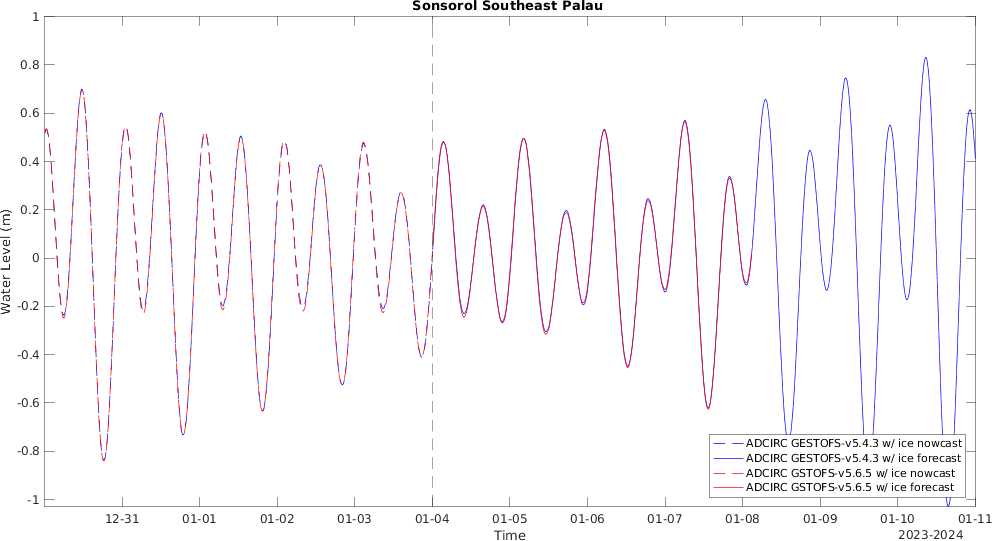 Sonsorol Southeast Palau
Water Level (m)
1
0.8
0.6
0.4
0.2
0
-0.2
-0.4
-0.6
-0.8
-1
ADCIRC GESTOFS-v5.4.3 w/ ice nowcast
ADCIRC GESTOFS-v5.4.3 w/ ice forecast
ADCIRC GSTOFS-v5.6.5 w/ ice nowcast
ADCIRC GSTOFS-v5.6.5 w/ ice forecast
12-31 01-01 01-02 01-03 01-04 01-05 01-06 01-07 01-08 01-09 01-10 01-11
Time
2023-2024